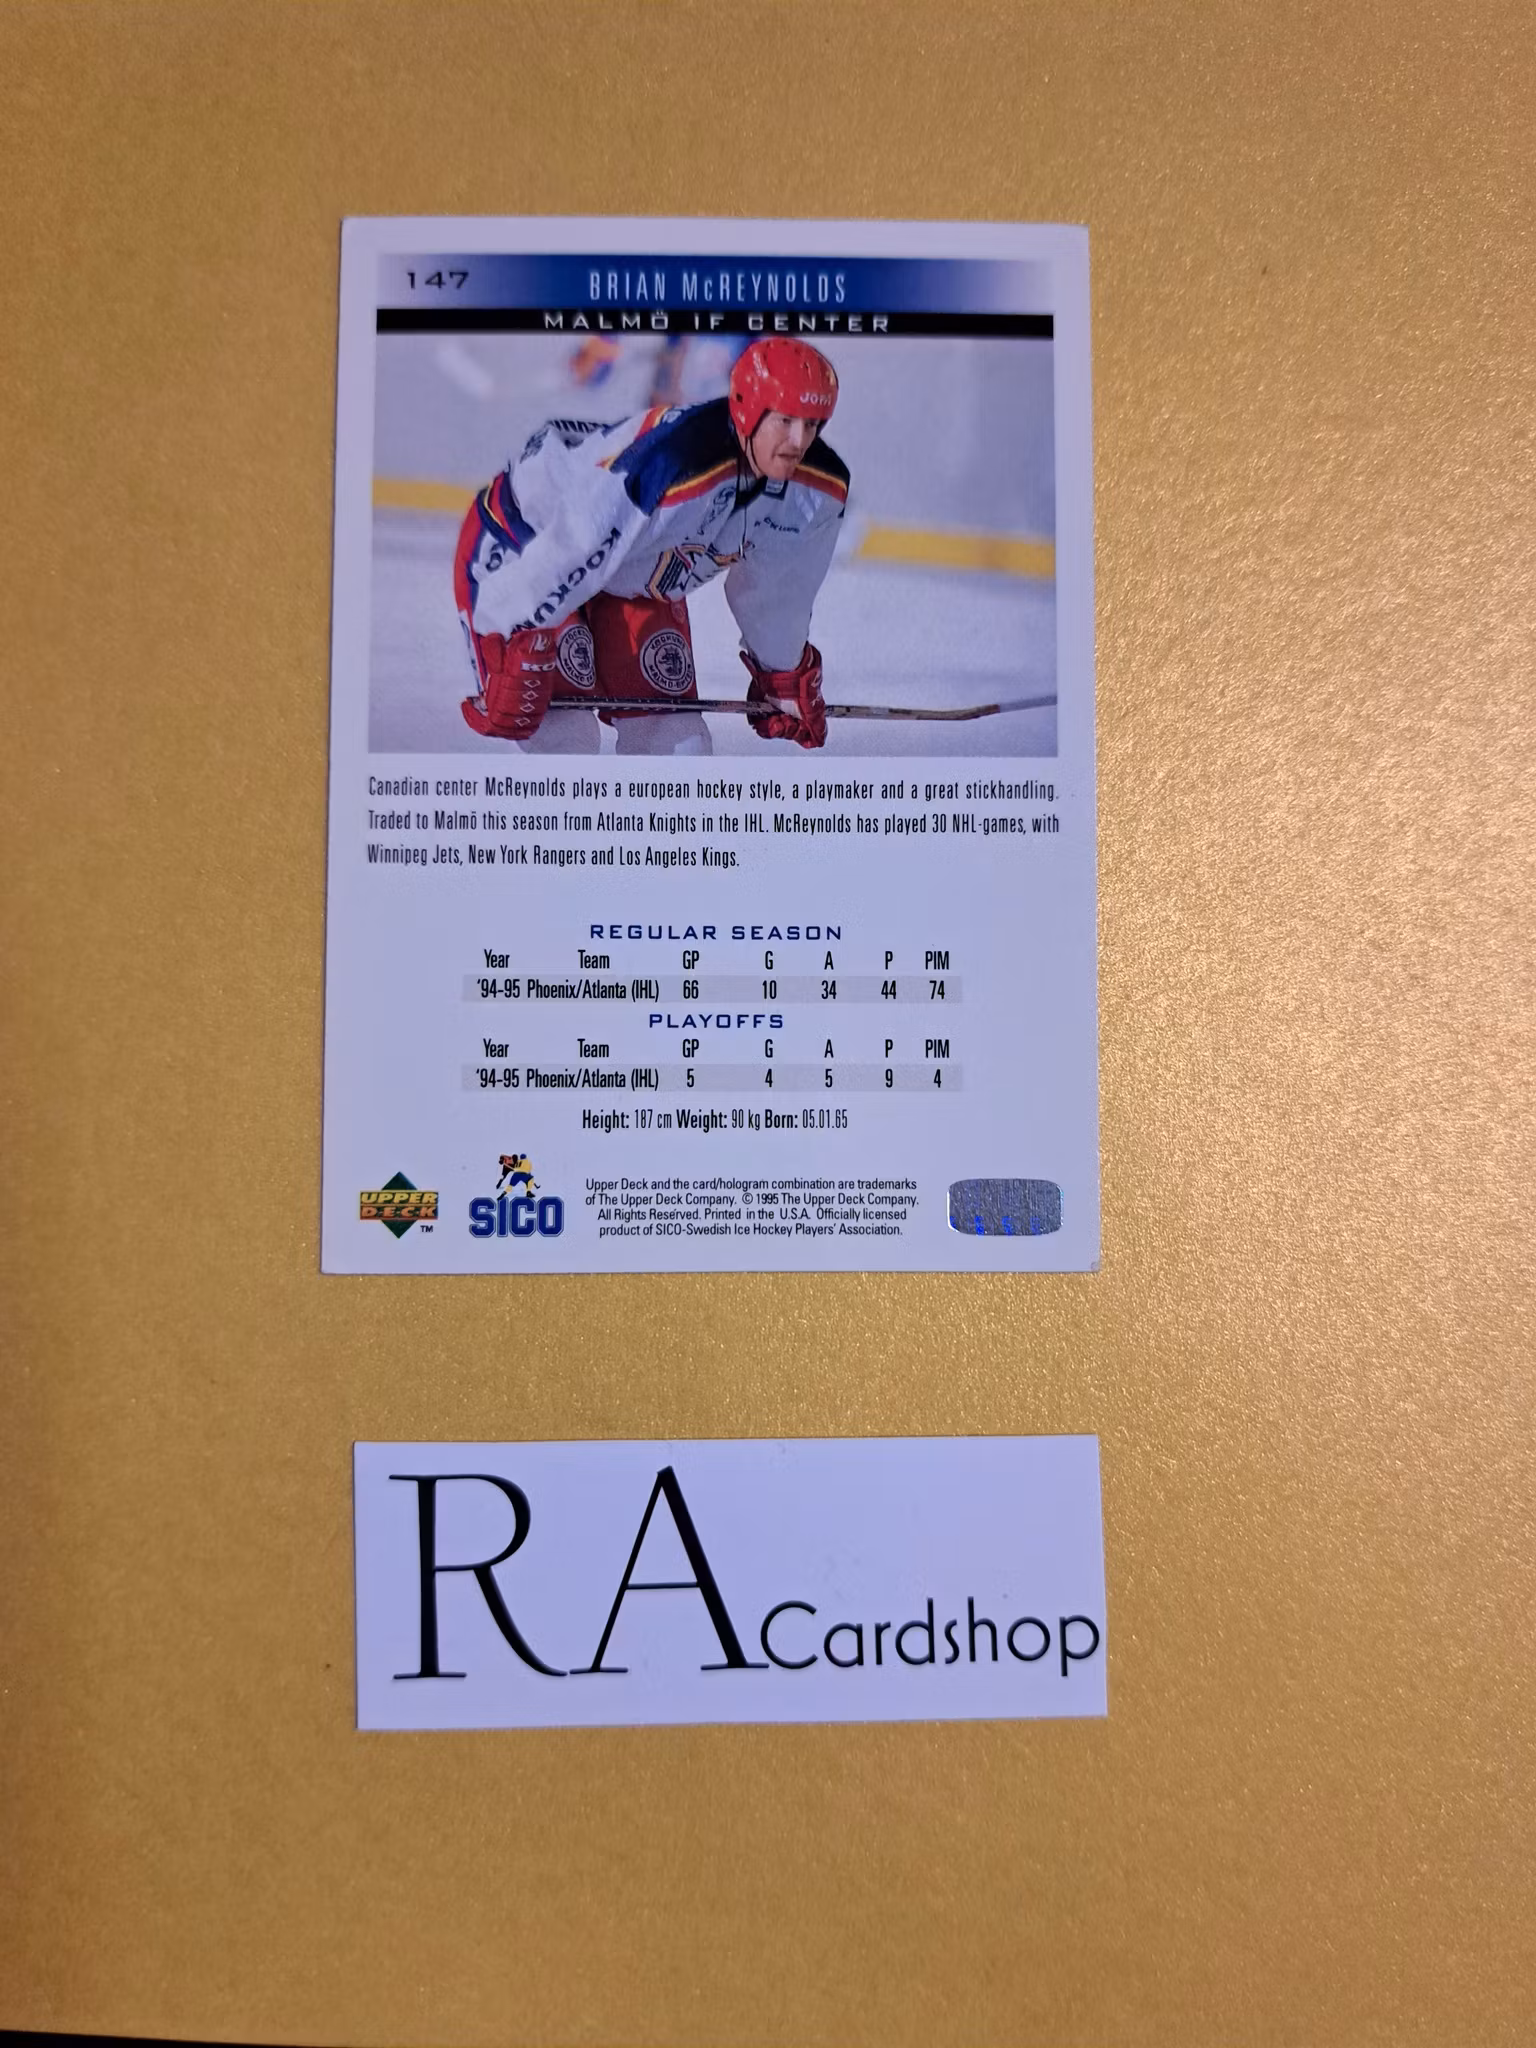 147
BRIAN McREYNOLDS
MALMÖ IF CENTER
JOFA
KOCKUM
KOCKUMS
Canadian center McReynolds plays a european hockey style, a playmaker and a great stickhandling.
Traded to Malmö this season from Atlanta Knights in the IHL. McReynolds has played 30 NHL-games, with
Winnipeg Jets, New York Rangers and Los Angeles Kings.
REGULAR SEASON
Year Team GP G A P PIM
'94-95 Phoenix/Atlanta (IHL) 66 10 34 44 74
PLAYOFFS
Year Team GP G A P PIM
'94-95 Phoenix/Atlanta (IHL) 5 4 5 9 4
Height: 187 cm Weight: 90 kg Born: 05.01.65
UPPER
DECK
TM
SICO
Upper Deck and the card/hologram combination are trademarks
of The Upper Deck Company. © 1995 The Upper Deck Company.
All Rights Reserved. Printed in the U.S.A. Officially licensed
product of SICO-Swedish Ice Hockey Players' Association.
RA Cardshop